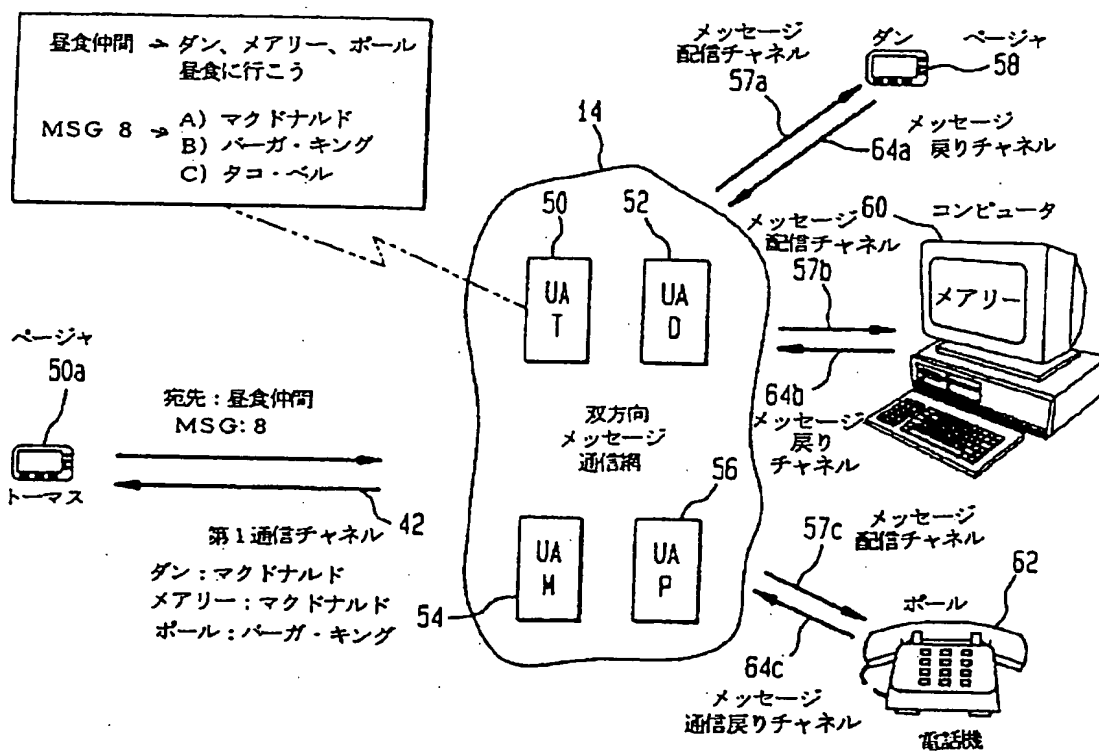 昼食仲間 → ダン、メアリー、ポール
昼食に行こう
MSG 8 → A) マクドナルド
B) バーガ・キング
C) タコ・ベル
メッセージ
配信チャネル
57a
ダン
ページャ
58
メッセージ
戻りチャネル
64a
14
50
52
UA
T
UA
D
メッセージ
配信チャネル
57b
60
コンピュータ
メアリー
64b
メッセージ
戻り
チャネル
ページャ
50a
宛先:昼食仲間
MSG:8
トーマス
42
第1通信チャネル
ダン:マクドナルド
メアリー:マクドナルド
ポール:バーガ・キング
双方向
メッセージ
通信網
54
56
UA
M
UA
P
57c
メッセージ
配信チャネル
62
ポール
64c
メッセージ
通信戻りチャネル
電話機